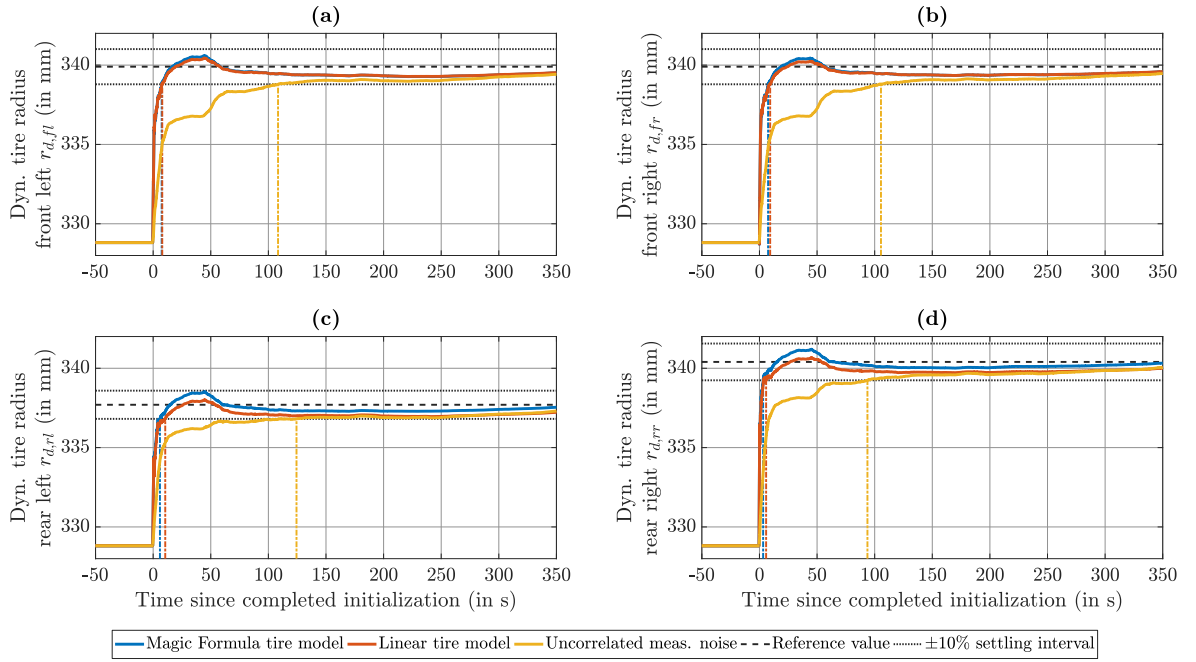 (a)
Dyn. tire radius
front left r_{d,fl} (in mm)
340
335
330
-50 0 50 100 150 200 250 300 350
(b)
Dyn. tire radius
front right r_{d,fr} (in mm)
340
335
330
-50 0 50 100 150 200 250 300 350
(c)
Dyn. tire radius
rear left r_{d,rl} (in mm)
340
335
330
-50 0 50 100 150 200 250 300 350
Time since completed initialization (in s)
(d)
Dyn. tire radius
rear right r_{d,rr} (in mm)
340
335
330
-50 0 50 100 150 200 250 300 350
Time since completed initialization (in s)
Magic Formula tire model Linear tire model Uncorrelated meas. noise Reference value ±10% settling interval